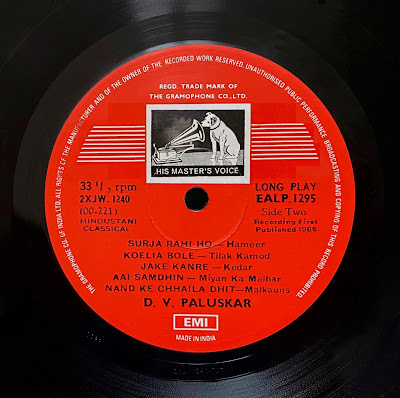 ALL RIGHTS OF THE MANUFACTURER AND OF THE OWNER OF THE RECORDED WORK RESERVED. UNAUTHORISED PUBLIC PERFORMANCE BROADCASTING AND COPYING OF THIS RECORD PROHIBITED.
THE GRAMOPHONE CO. OF INDIA LTD.
REGD. TRADE MARK OF
THE GRAMOPHONE CO., LTD.
HIS MASTER'S VOICE
33 1/3 rpm
2XJW. 1240
(00-221)
HINDUSTANI
CLASSICAL
LONG PLAY
EALP. 1295
Side Two
Recording First
Published 1966
SURJA RAHI HO — Hameer
KOELIA BOLE — Tilak Kamod
JAKE KANRE — Kedar
AAI SAMDHIN — Miyan Ka Malhar
NAND KE CHHAILA DHIT—Malkauns
D. V. PALUSKAR
EMI
MADE IN INDIA